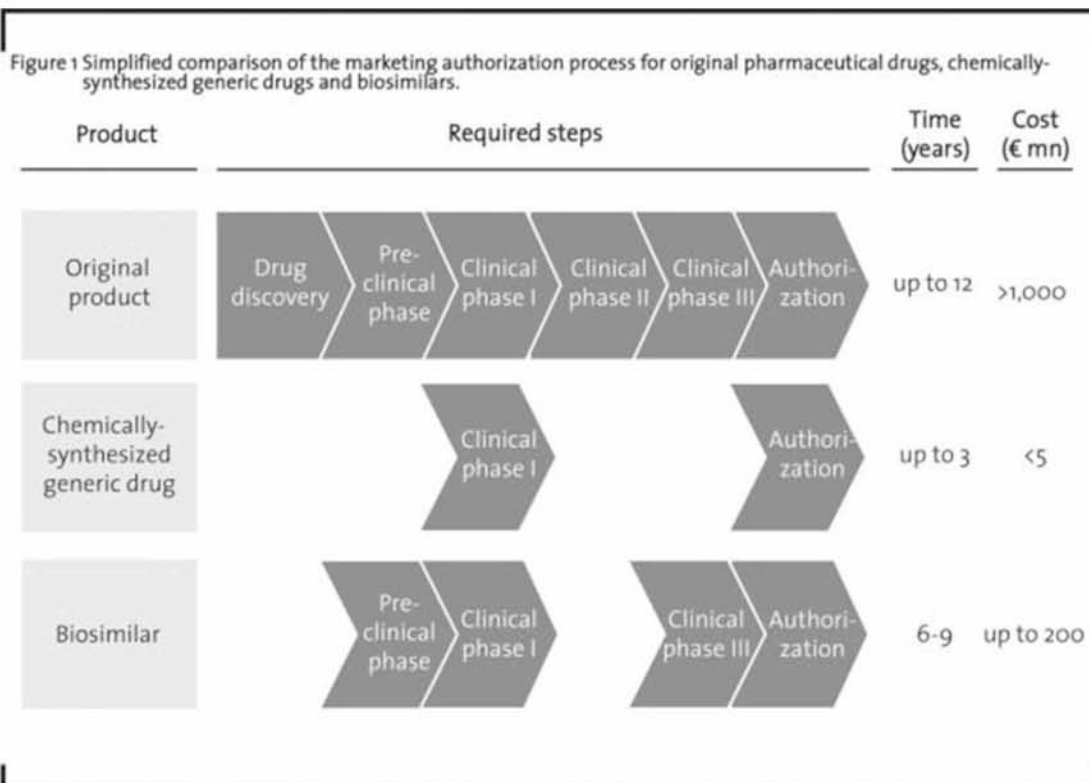 Figure 1 Simplified comparison of the marketing authorization process for original pharmaceutical drugs, chemically-
synthesized generic drugs and biosimilars.
Product
Required steps
Time
(years)
Cost
(€ mn)
Original
product
Drug
discovery
Pre-
clinical
phase
Clinical
phase I
Clinical
phase II
Clinical
phase III
Authori-
zation
up to 12
>1,000
Chemically-
synthesized
generic drug
Clinical
phase I
Authori-
zation
up to 3
<5
Biosimilar
Pre-
clinical
phase
Clinical
phase I
Clinical
phase III
Authori-
zation
6-9
up to 200